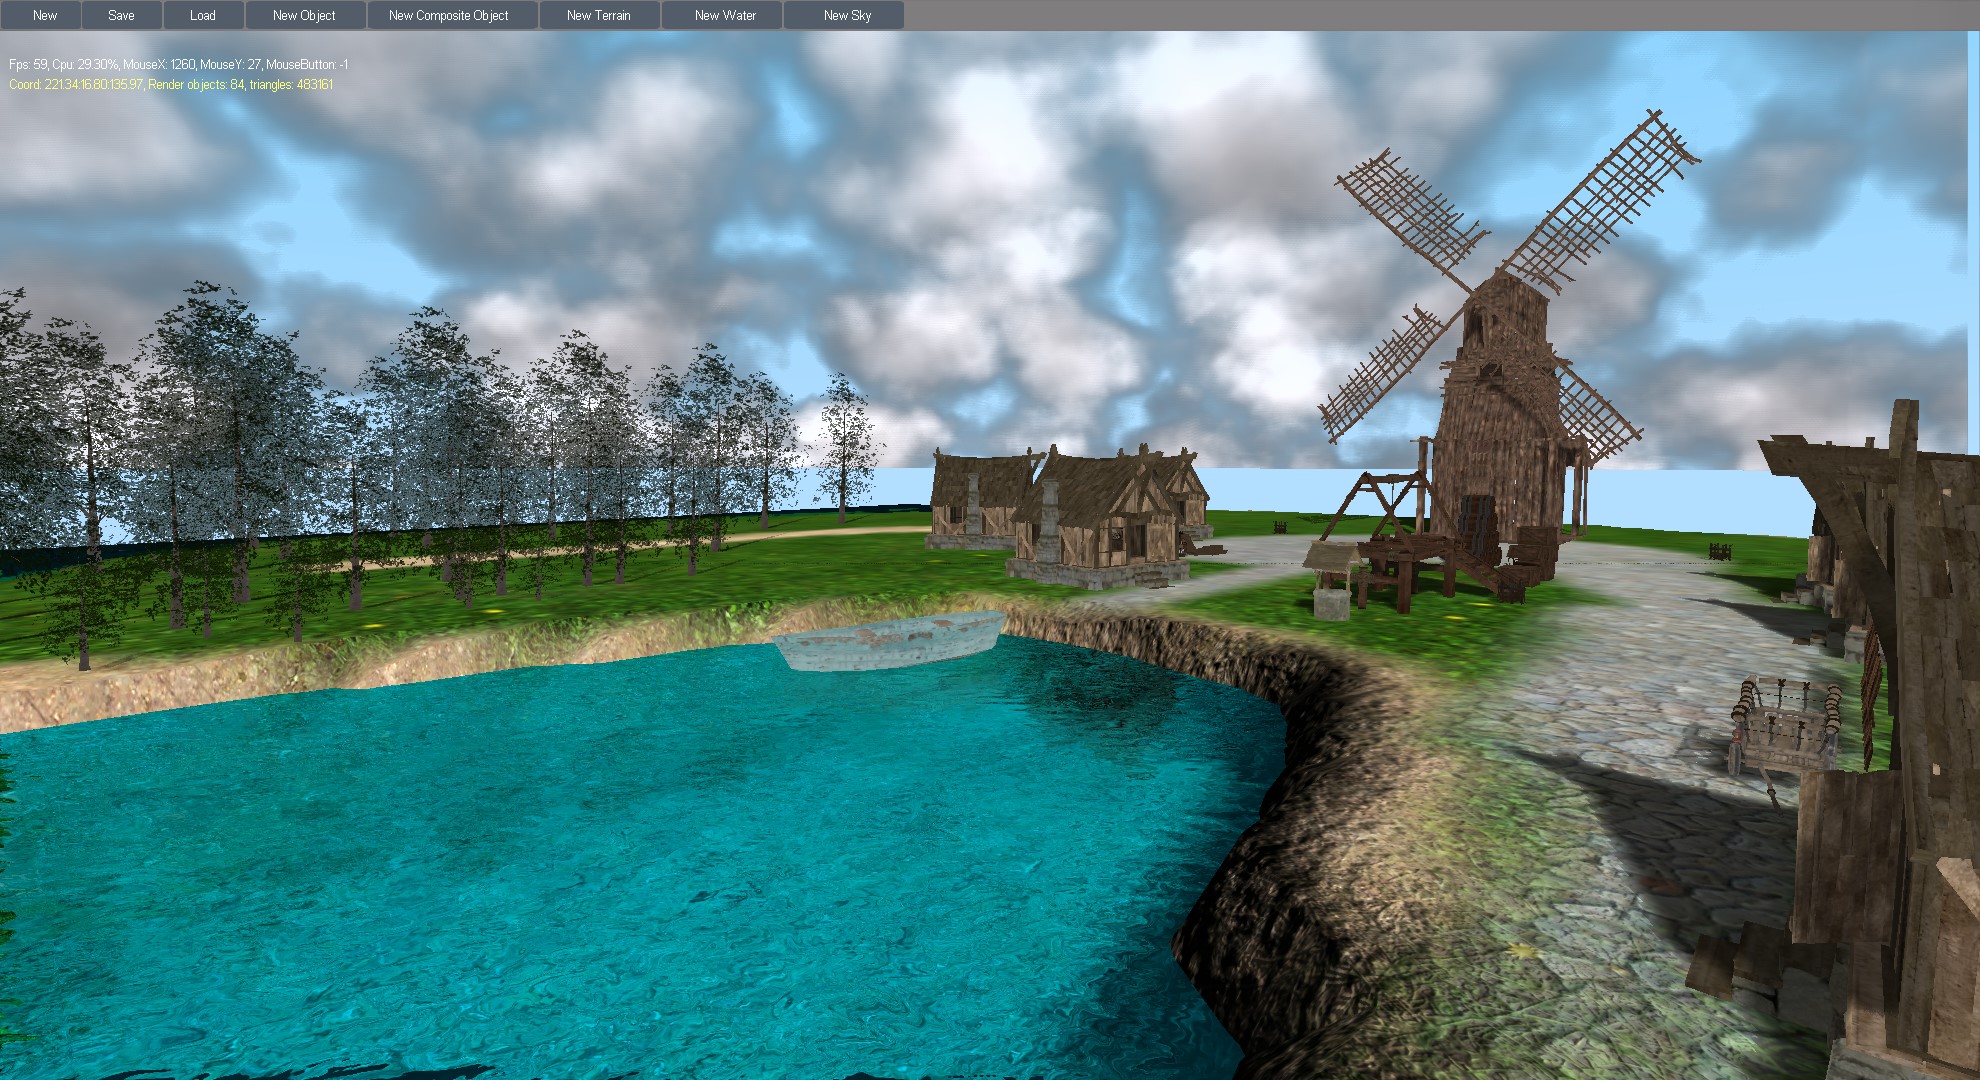 New Save Load New Object New Composite Object New Terrain New Water New Sky
Fps: 59, Cpu: 29.30%, MouseX: 1260, MouseY: 27, MouseButton: -1
Coord: 221.34:16.80:135.97, Render objects: 84, triangles: 483161